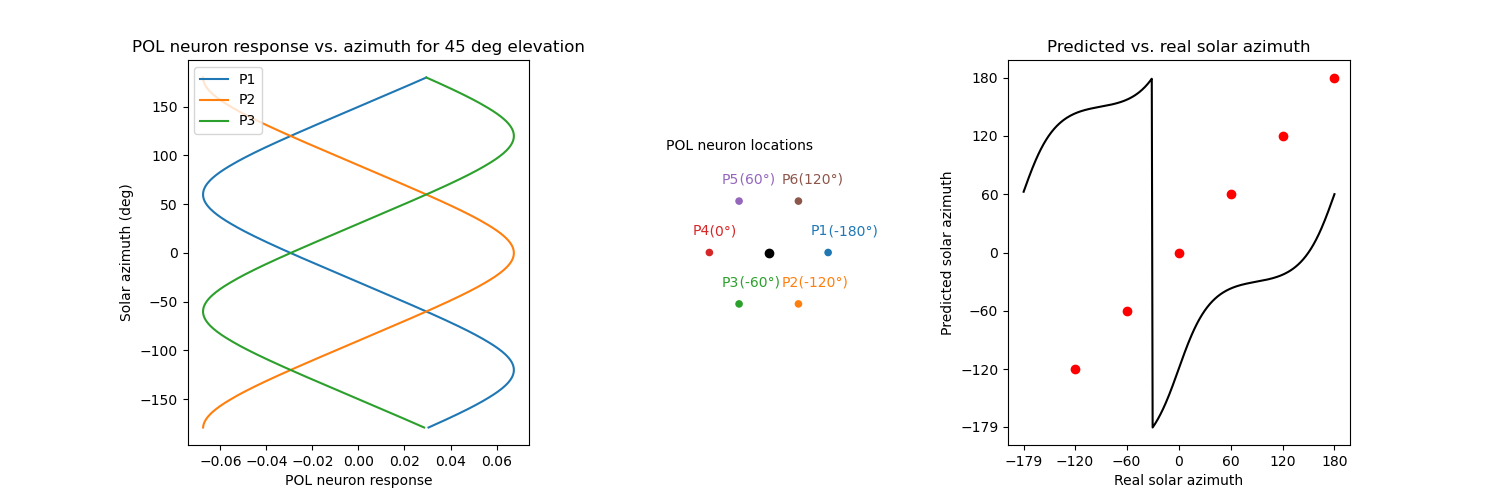 POL neuron response vs. azimuth for 45 deg elevation
P1
P2
P3
150
100
50
0
−50
−100
−150
Solar azimuth (deg)
−0.06 −0.04 −0.02 0.00 0.02 0.04 0.06
POL neuron response
POL neuron locations
P5(60°) P6(120°)
P4(0°) P1(-180°)
P3(-60°) P2(-120°)
Predicted vs. real solar azimuth
180
120
60
0
−60
−120
−179
Predicted solar azimuth
−179 −120 −60 0 60 120 180
Real solar azimuth